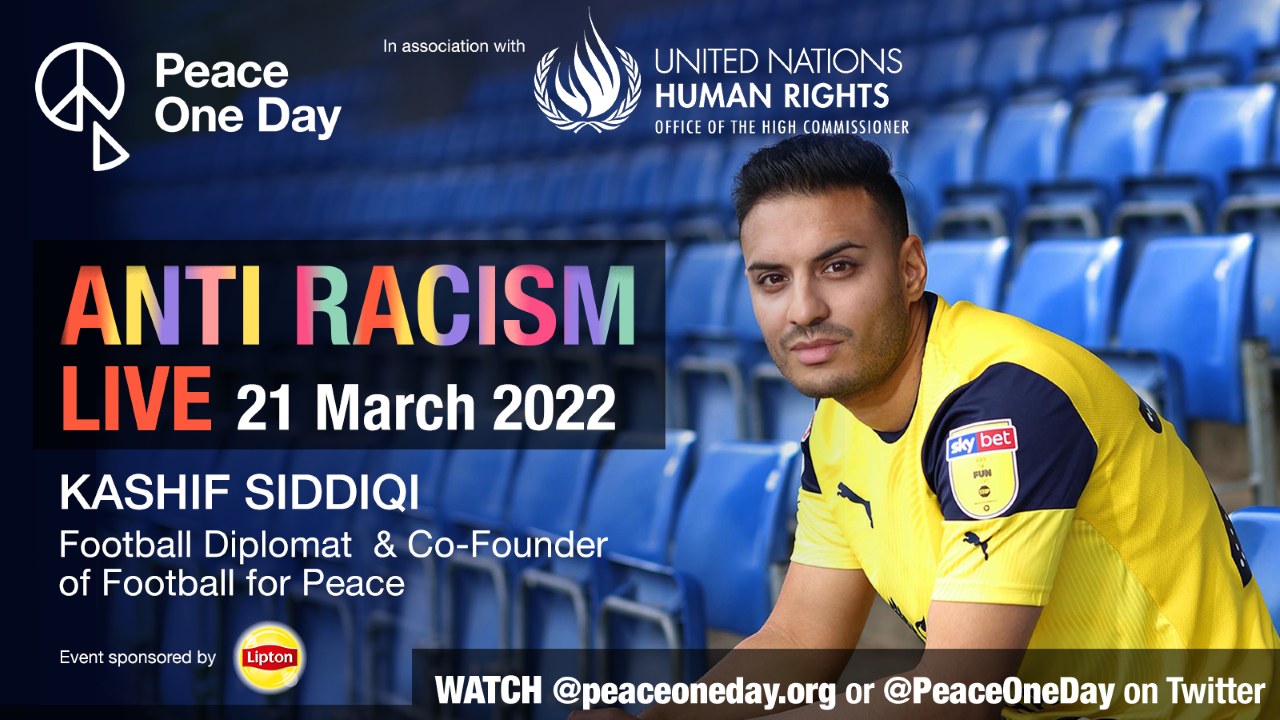 Peace
One Day
In association with
UNITED NATIONS
HUMAN RIGHTS
OFFICE OF THE HIGH COMMISSIONER
ANTI RACISM
LIVE 21 March 2022
KASHIF SIDDIQI
Football Diplomat & Co-Founder
of Football for Peace
Event sponsored by Lipton
sky bet
FUN
WATCH @peaceoneday.org or @PeaceOneDay on Twitter